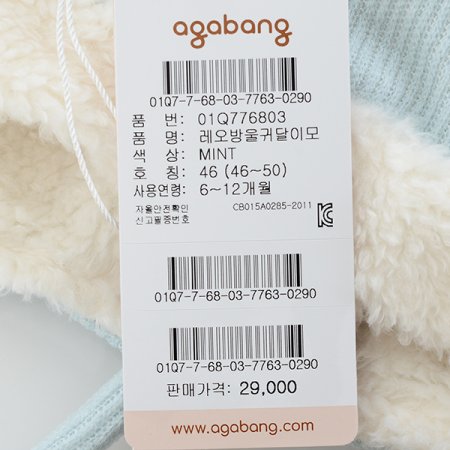 agabang
01Q7-7-68-03-7763-0290
품 번: 01Q776803
품 명: 레오방울귀달이모
색 상: MINT
호 칭: 46 (46~50)
사용연령: 6~12개월
자율안전확인
신고필증번호 CB015A0285-2011
01Q7-7-68-03-7763-0290
01Q7-7-68-03-7763-0290
판매가격: 29,000
www.agabang.com